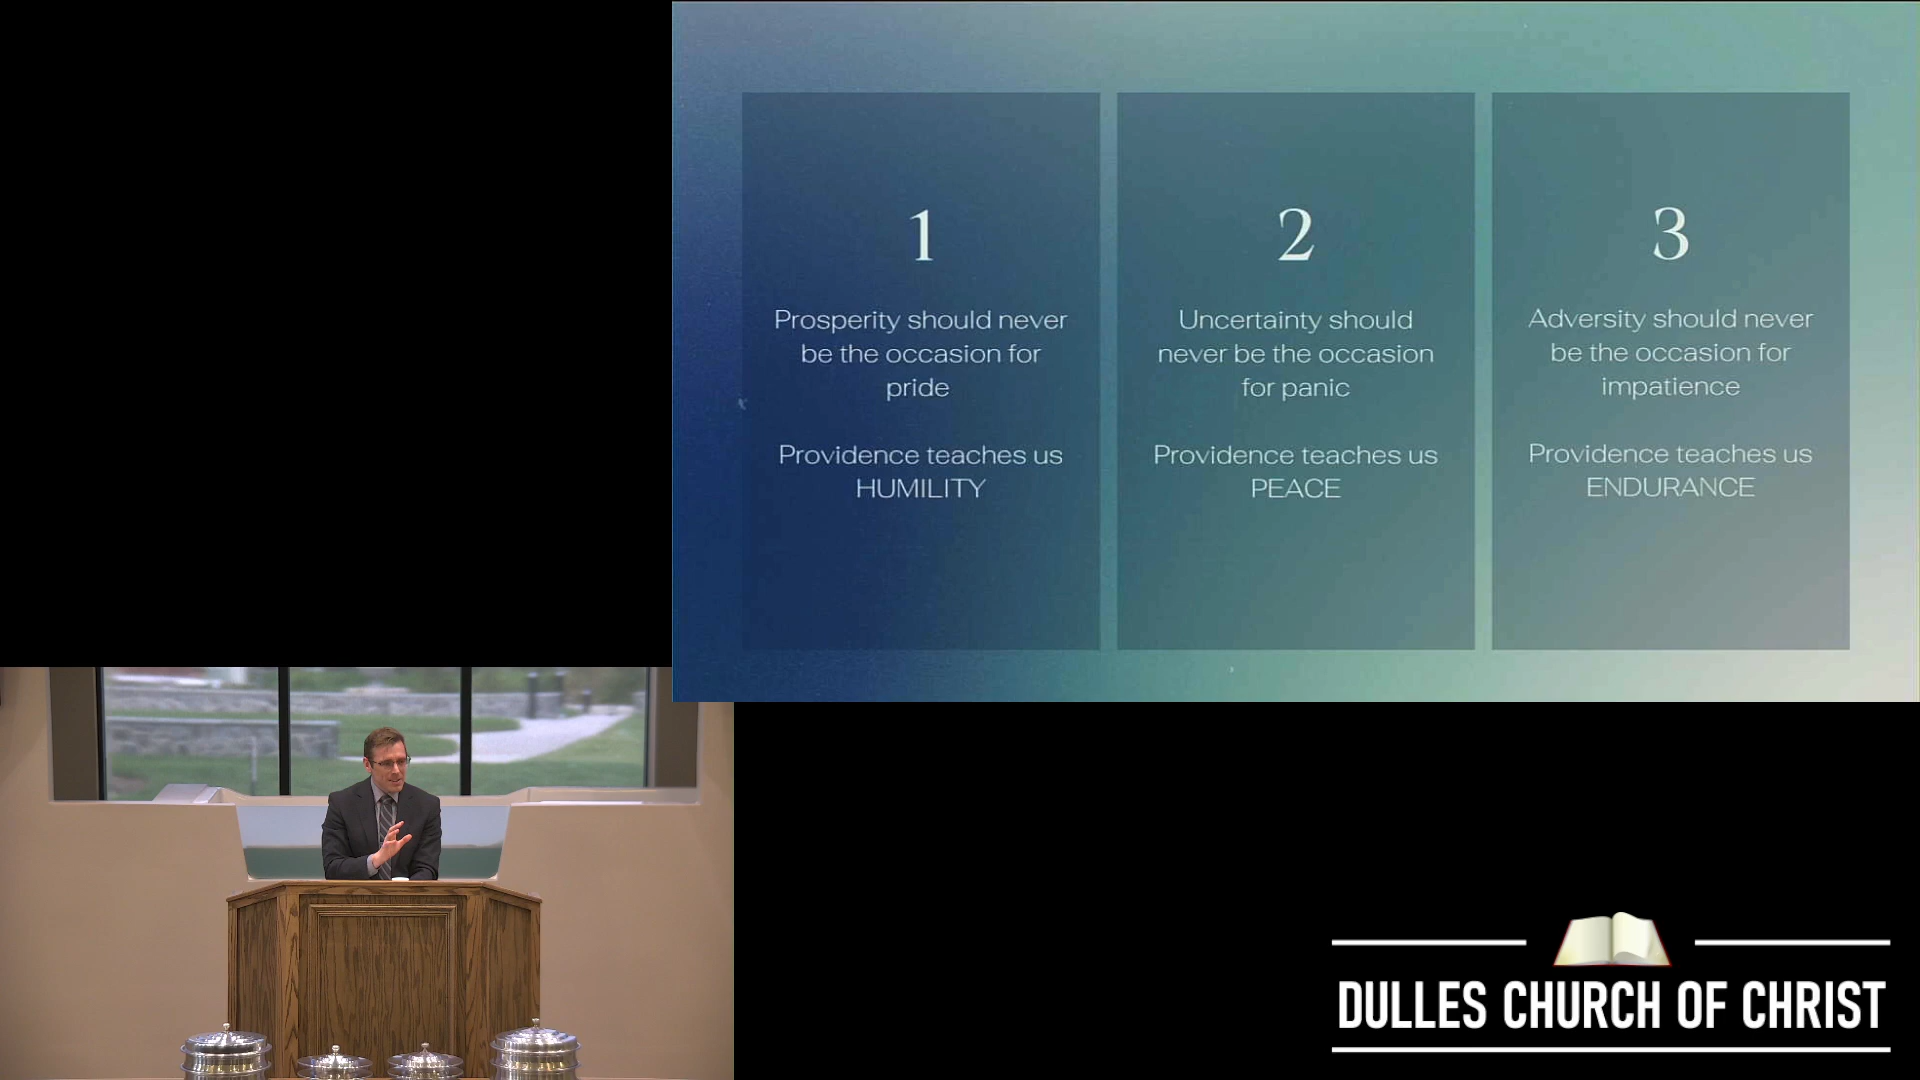 1
Prosperity should never
be the occasion for
pride
Providence teaches us
HUMILITY
2
Uncertainty should
never be the occasion
for panic
Providence teaches us
PEACE
3
Adversity should never
be the occasion for
impatience
Providence teaches us
ENDURANCE
DULLES CHURCH OF CHRIST